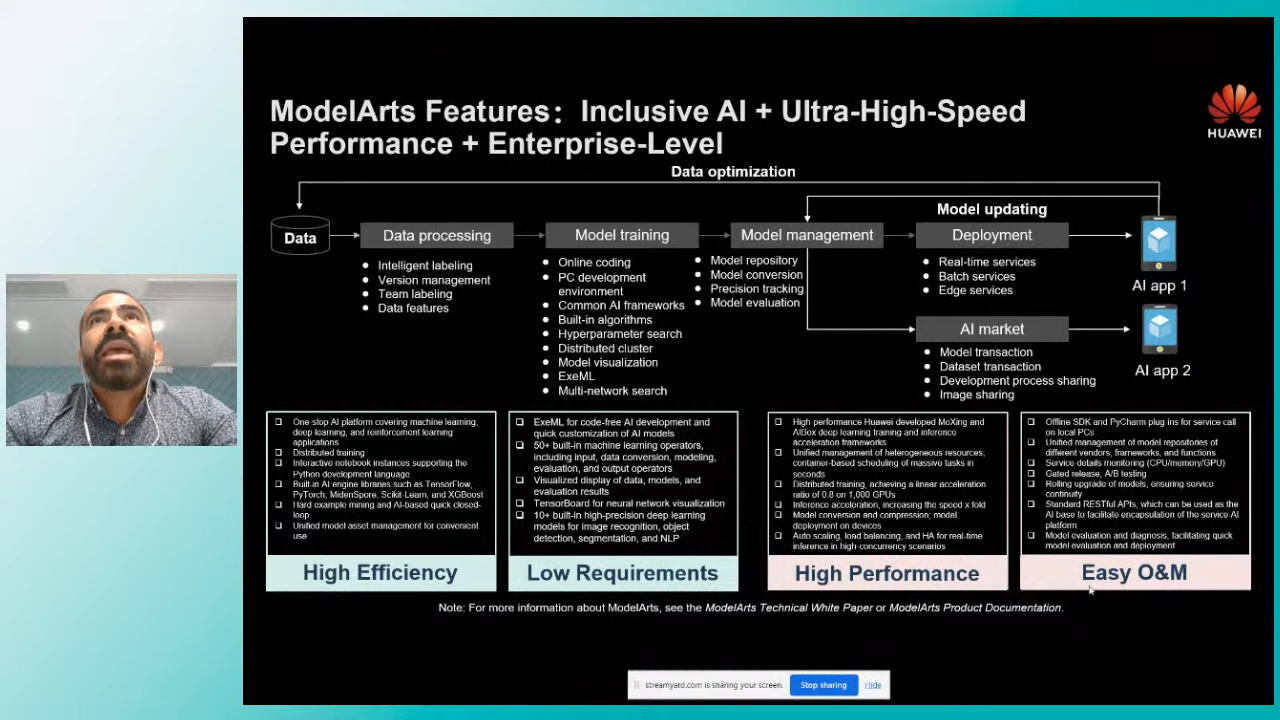 ModelArts Features: Inclusive AI + Ultra-High-Speed
Performance + Enterprise-Level
HUAWEI
Data optimization
Model updating
Data
Data processing
Model training
Model management
Deployment
Intelligent labeling
Version management
Team labeling
Data features
Online coding
PC development
environment
Common AI frameworks
Built-in algorithms
Hyperparameter search
Distributed cluster
Model visualization
ExeML
Multi-network search
Model repository
Model conversion
Precision tracking
Model evaluation
Real-time services
Batch services
Edge services
AI app 1
AI market
Model transaction
Dataset transaction
Development process sharing
Image sharing
AI app 2
One stop AI platform covering machine learning,
deep learning, and reinforcement learning
applications
Distributed training
Interactive notebook instances supporting the
Python development language
Built-in AI engine libraries such as TensorFlow,
PyTorch, MidenSpore, Scikit-Learn, and XGBoost
Hard example mining and AI-based quick closed-
loop
Unified model asset management for convenient
use
High Efficiency
ExeML for code-free AI development and
quick customization of AI models
50+ built-in machine learning operators,
including input, data conversion, modeling,
evaluation, and output operators
Visualized display of data, models, and
evaluation results
TensorBoard for neural network visualization
10+ built-in high-precision deep learning
models for image recognition, object
detection, segmentation, and NLP
Low Requirements
High performance Huawei developed MoXing and
AIBox deep learning training and inference
acceleration frameworks
Unified management of heterogeneous resources;
container-based scheduling of massive tasks in
seconds
Distributed training, achieving a linear acceleration
ratio of 0.8 on 1,000 GPUs
Inference acceleration, increasing the speed x fold
Model conversion and compression; model
deployment on devices
Auto scaling, load balancing, and HA for real-time
inference in high-concurrency scenarios
High Performance
Offline SDK and PyCharm plug ins for service call
on local PCs
Unified management of model repositories of
different vendors, frameworks, and functions
Service details monitoring (CPU/memory/GPU)
Gated release; A/B testing
Rolling upgrade of models, ensuring service
continuity
Standard RESTful APIs, which can be used as the
AI base to facilitate encapsulation of the service AI
platform
Model evaluation and diagnosis, facilitating quick
model evaluation and deployment
Easy O&M
Note: For more information about ModelArts, see the ModelArts Technical White Paper or ModelArts Product Documentation.
streamyard.com is sharing your screen.
Stop sharing
Hide